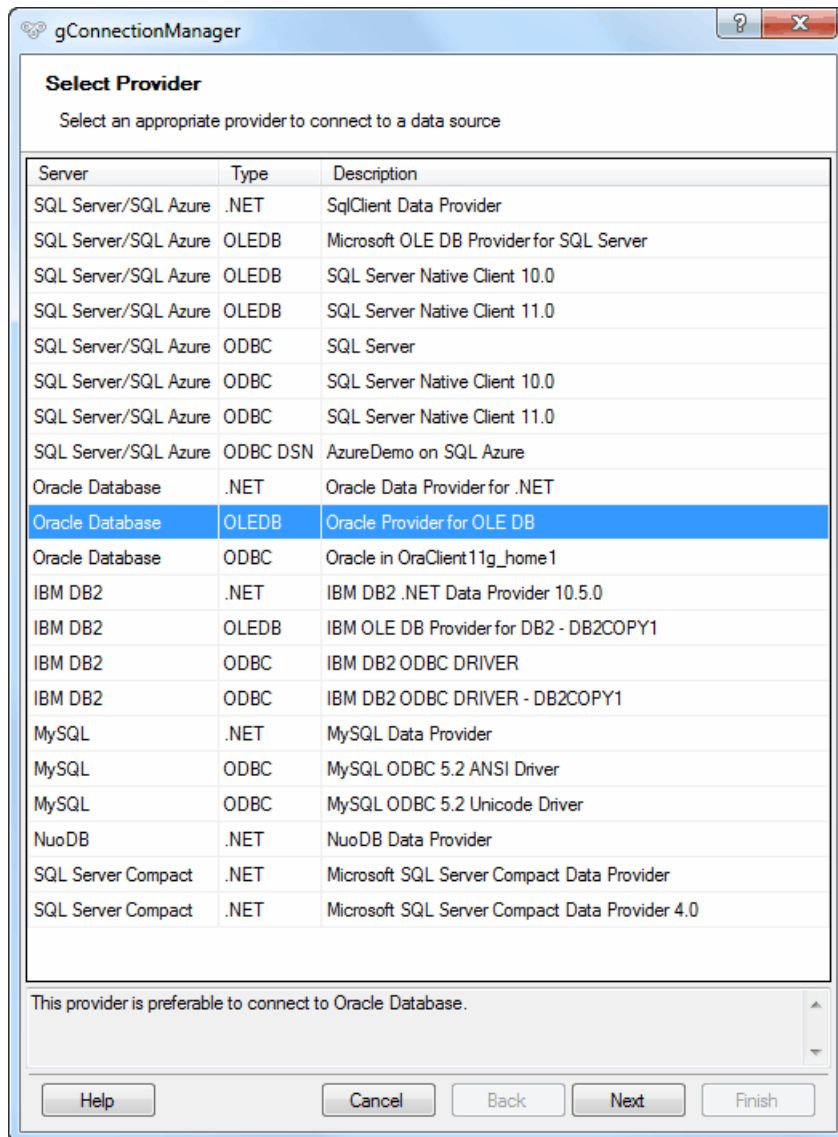 gConnectionManager
?
X
Select Provider
Select an appropriate provider to connect to a data source
Server Type Description
SQL Server/SQL Azure .NET SqlClient Data Provider
SQL Server/SQL Azure OLEDB Microsoft OLE DB Provider for SQL Server
SQL Server/SQL Azure OLEDB SQL Server Native Client 10.0
SQL Server/SQL Azure OLEDB SQL Server Native Client 11.0
SQL Server/SQL Azure ODBC SQL Server
SQL Server/SQL Azure ODBC SQL Server Native Client 10.0
SQL Server/SQL Azure ODBC SQL Server Native Client 11.0
SQL Server/SQL Azure ODBC DSN AzureDemo on SQL Azure
Oracle Database .NET Oracle Data Provider for .NET
Oracle Database OLEDB Oracle Provider for OLE DB
Oracle Database ODBC Oracle in OraClient11g_home1
IBM DB2 .NET IBM DB2 .NET Data Provider 10.5.0
IBM DB2 OLEDB IBM OLE DB Provider for DB2 - DB2COPY1
IBM DB2 ODBC IBM DB2 ODBC DRIVER
IBM DB2 ODBC IBM DB2 ODBC DRIVER - DB2COPY1
MySQL .NET MySQL Data Provider
MySQL ODBC MySQL ODBC 5.2 ANSI Driver
MySQL ODBC MySQL ODBC 5.2 Unicode Driver
NuoDB .NET NuoDB Data Provider
SQL Server Compact .NET Microsoft SQL Server Compact Data Provider
SQL Server Compact .NET Microsoft SQL Server Compact Data Provider 4.0
This provider is preferable to connect to Oracle Database.
Help Cancel Back Next Finish